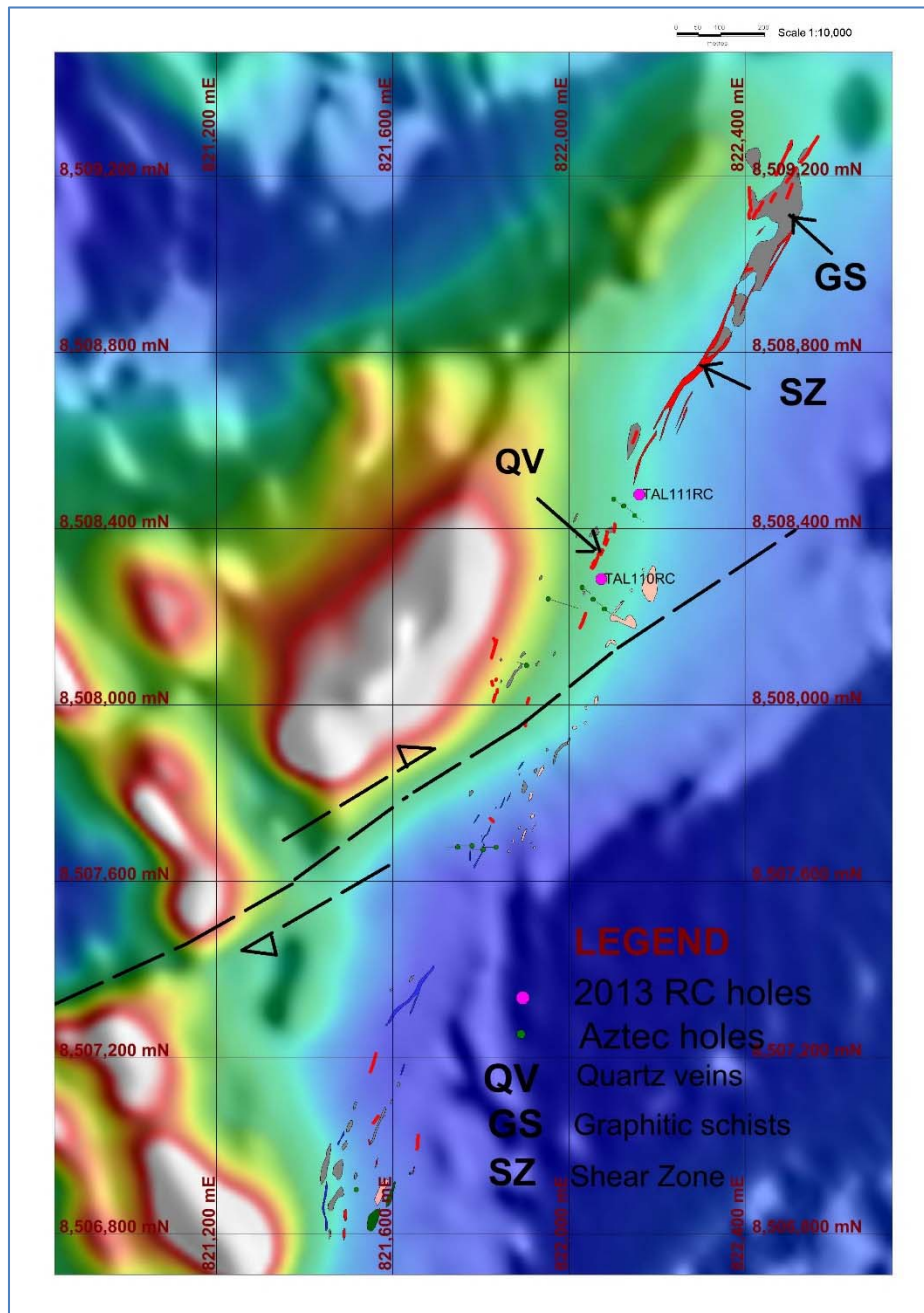 0 50 100 200
metres
Scale 1:10,000
821,200 mE
821,600 mE
822,000 mE
822,400 mE
8,509,200 mN
8,509,200 mN
GS
8,508,800 mN
8,508,800 mN
SZ
QV
TAL111RC
8,508,400 mN
8,508,400 mN
TAL110RC
8,508,000 mN
8,508,000 mN
8,507,600 mN
8,507,600 mN
LEGEND
2013 RC holes
Aztec holes
8,507,200 mN
8,507,200 mN
QV Quartz veins
GS Graphitic schists
SZ Shear Zone
8,506,800 mN
8,506,800 mN
821,200 mE
821,600 mE
822,000 mE
822,400 mE